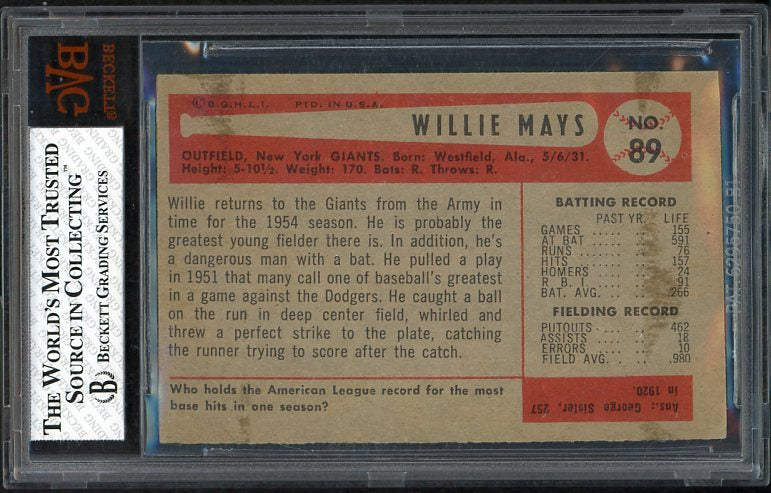 BECKETT®
BVG
THE WORLD'S MOST TRUSTED
SOURCE IN COLLECTING™
BECKETT GRADING SERVICES
B
© B.G.H.L.I. PTD. IN U.S.A.
WILLIE MAYS
NO.
89
OUTFIELD, New York GIANTS. Born: Westfield, Ala., 5/6/31.
Height: 5-10½. Weight: 170. Bats: R. Throws: R.
Willie returns to the Giants from the Army in
time for the 1954 season. He is probably the
greatest young fielder there is. In addition, he's
a dangerous man with a bat. He pulled a play
in 1951 that many call one of baseball's greatest
in a game against the Dodgers. He caught a ball
on the run in deep center field, whirled and
threw a perfect strike to the plate, catching
the runner trying to score after the catch.
BATTING RECORD
PAST YR. LIFE
GAMES ..... ..... 155
AT BAT ..... ..... 591
RUNS ..... ..... 76
HITS ..... ..... 157
HOMERS ..... ..... 24
R. B. I. ..... ..... 91
BAT. AVG. ..... ..... .266
FIELDING RECORD
PUTOUTS ..... ..... 462
ASSISTS ..... ..... 18
ERRORS ..... ..... 10
FIELD AVG. ..... ..... .980
Who holds the American League record for the most
base hits in one season?
Ans.: George Sisler, 257
in 1920.